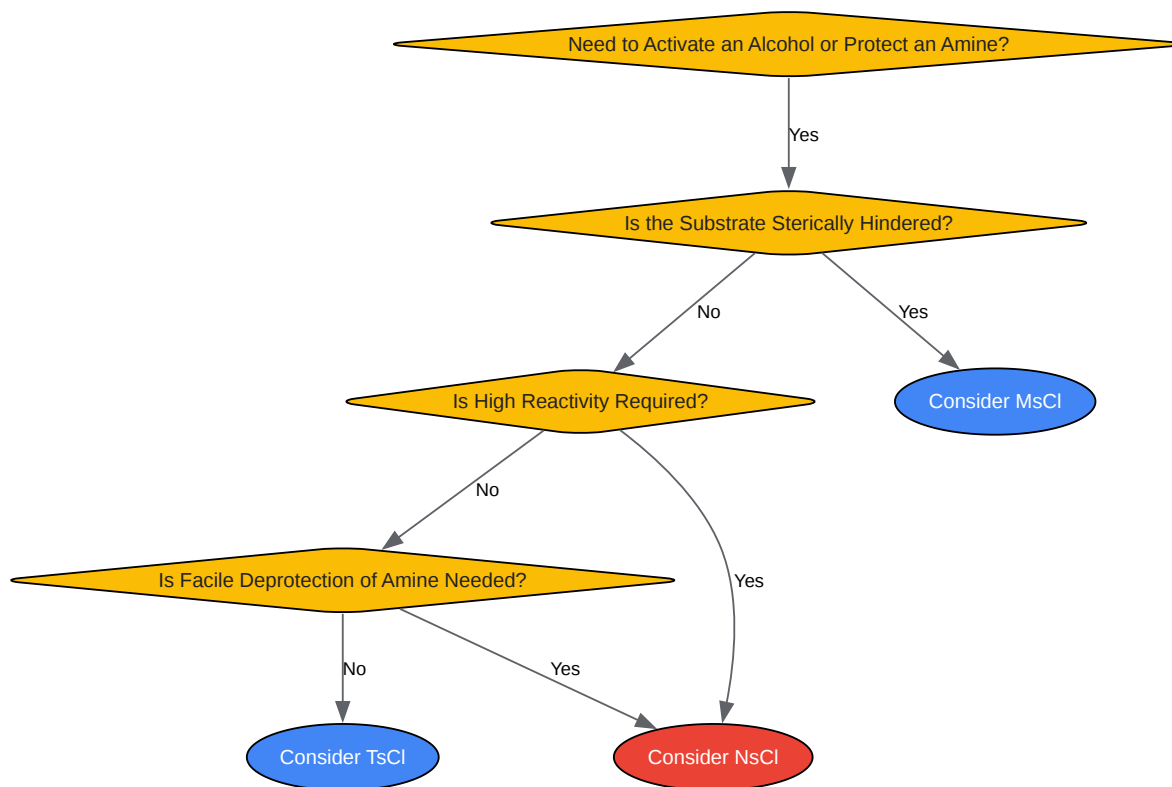 Need to Activate an Alcohol or Protect an Amine?
Yes
Is the Substrate Sterically Hindered?
No
Yes
Is High Reactivity Required?
Consider MsCl
No
Is Facile Deprotection of Amine Needed?
Yes
No
Yes
Consider TsCl
Consider NsCl